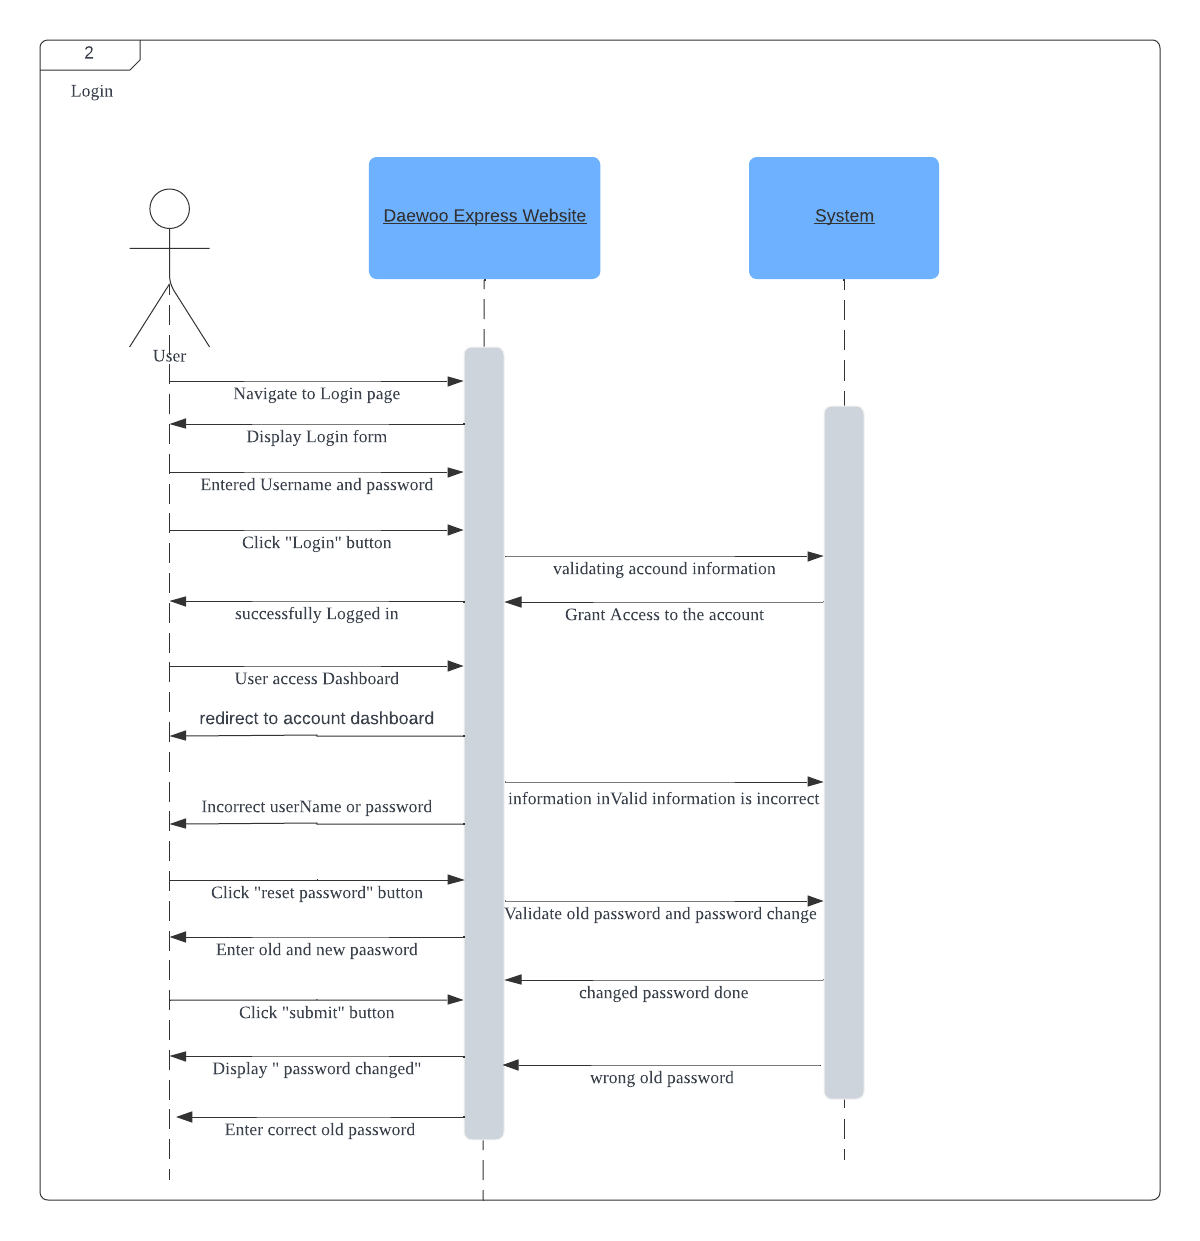 2
Login
Daewoo Express Website
System
User
Navigate to Login page
Display Login form
Entered Username and password
Click "Login" button
validating accound information
successfully Logged in
Grant Access to the account
User access Dashboard
redirect to account dashboard
information inValid information is incorrect
Incorrect userName or password
Click "reset password" button
Validate old password and password change
Enter old and new paasword
changed password done
Click "submit" button
Display " password changed"
wrong old password
Enter correct old password